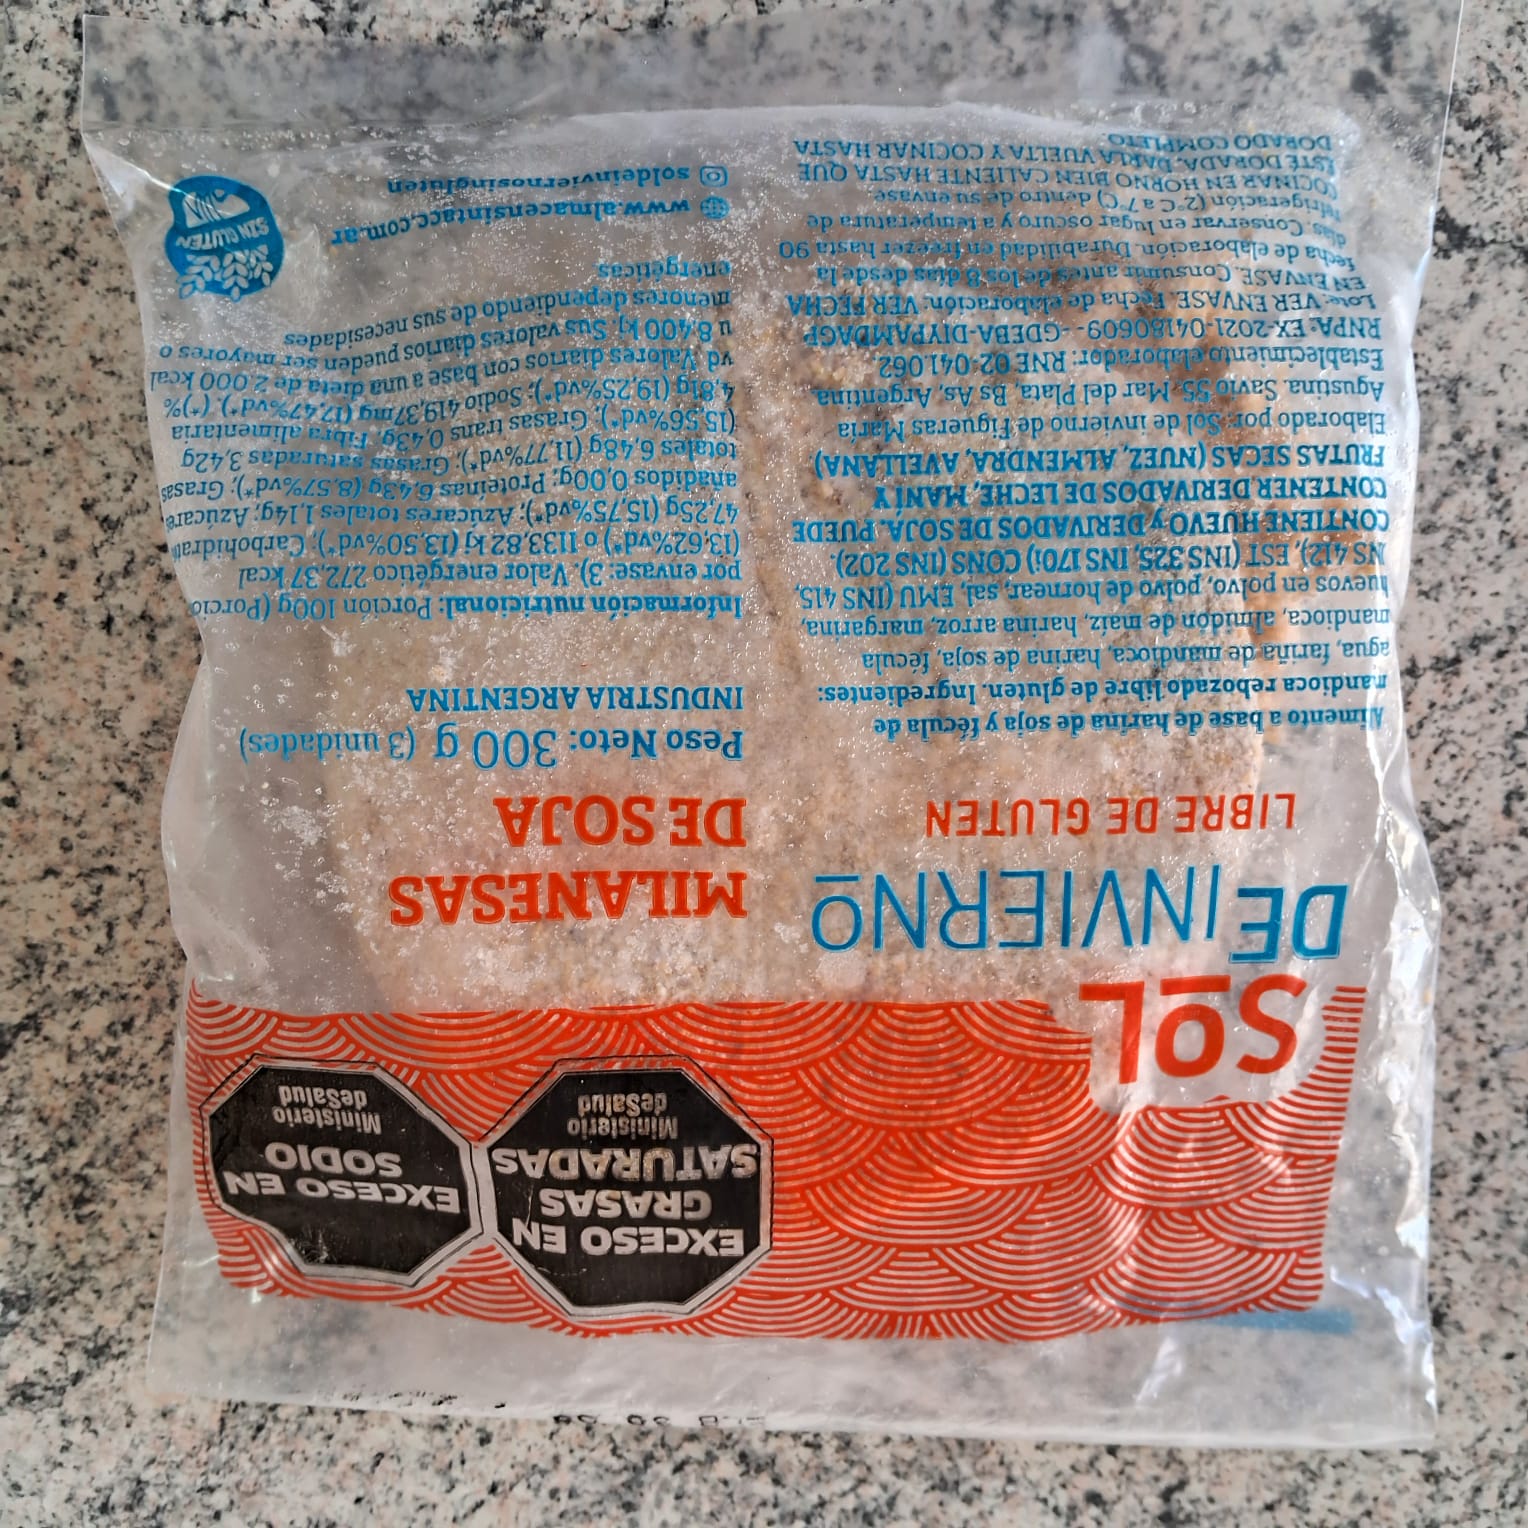 EXCESO EN
GRASAS
SATURADAS
Ministerio
deSalud
EXCESO EN
SODIO
Ministerio
deSalud
SOL
DE INVIERNO
LIBRE DE GLUTEN
MILANESAS
DE SOJA
Peso Neto: 300 g (3 unidades)
INDUSTRIA ARGENTINA
Alimento a base de harina de soja y fécula de
mandioca rebozado libre de gluten. Ingredientes:
agua, fariña de mandioca, harina de soja, fécula
mandioca, almidón de maíz, harina arroz, margarina,
huevos en polvo, polvo de hornear, sal, EMU (INS 415,
INS 412), EST (INS 325, INS 170i) CONS (INS 202).
CONTIENE HUEVO y DERIVADOS DE SOJA. PUEDE
CONTENER DERIVADOS DE LECHE, MANÍ Y
FRUTAS SECAS (NUEZ, ALMENDRA, AVELLANA)
Elaborado por: Sol de invierno de Figueras María
Agustina. Savio 55, Mar del Plata, Bs As, Argentina.
Establecimiento elaborador: RNE 02-041.062.
RNPA: EX-2021-04180609- -GDEBA-DIYPAMDAGP
Lote: VER ENVASE. Fecha de elaboración: VER FECHA
EN ENVASE. Consumir antes de los 8 días desde la
fecha de elaboración. Durabilidad en freezer hasta 90
días. Conservar en lugar oscuro y a temperatura de
refrigeración (2°C a 7°C) dentro de su envase.
COCINAR EN HORNO BIEN CALIENTE HASTA QUE
ESTÉ DORADA. DARLA VUELTA Y COCINAR HASTA
DORADO COMPLETO.
Información nutricional: Porción 100g (Porcio
por envase: 3). Valor energético 272,37 kcal
(13,62%vd*) o 1133,82 kj (13,50%vd*); Carbohidrat
47,25g (15,75%vd*); Azúcares totales 1,14g; Azúcares
añadidos 0,00g; Proteínas 6,43g (8,57%vd*); Grasas
totales 6,48g (11,77%vd*); Grasas saturadas 3,42g
(15,56%vd*); Grasas trans 0,43g, Fibra alimentaria
4,81g (19,25%vd*); Sodio 419,37mg (17,47%vd*). (*)%
vd. Valores diarios con base a una dieta de 2.000 kcal
u 8.400 kj. Sus valores diarios pueden ser mayores o
menores dependiendo de sus necesidades
energéticas
www.almacensintacc.com.ar
soldeinviernosingluten
SIN GLUTEN